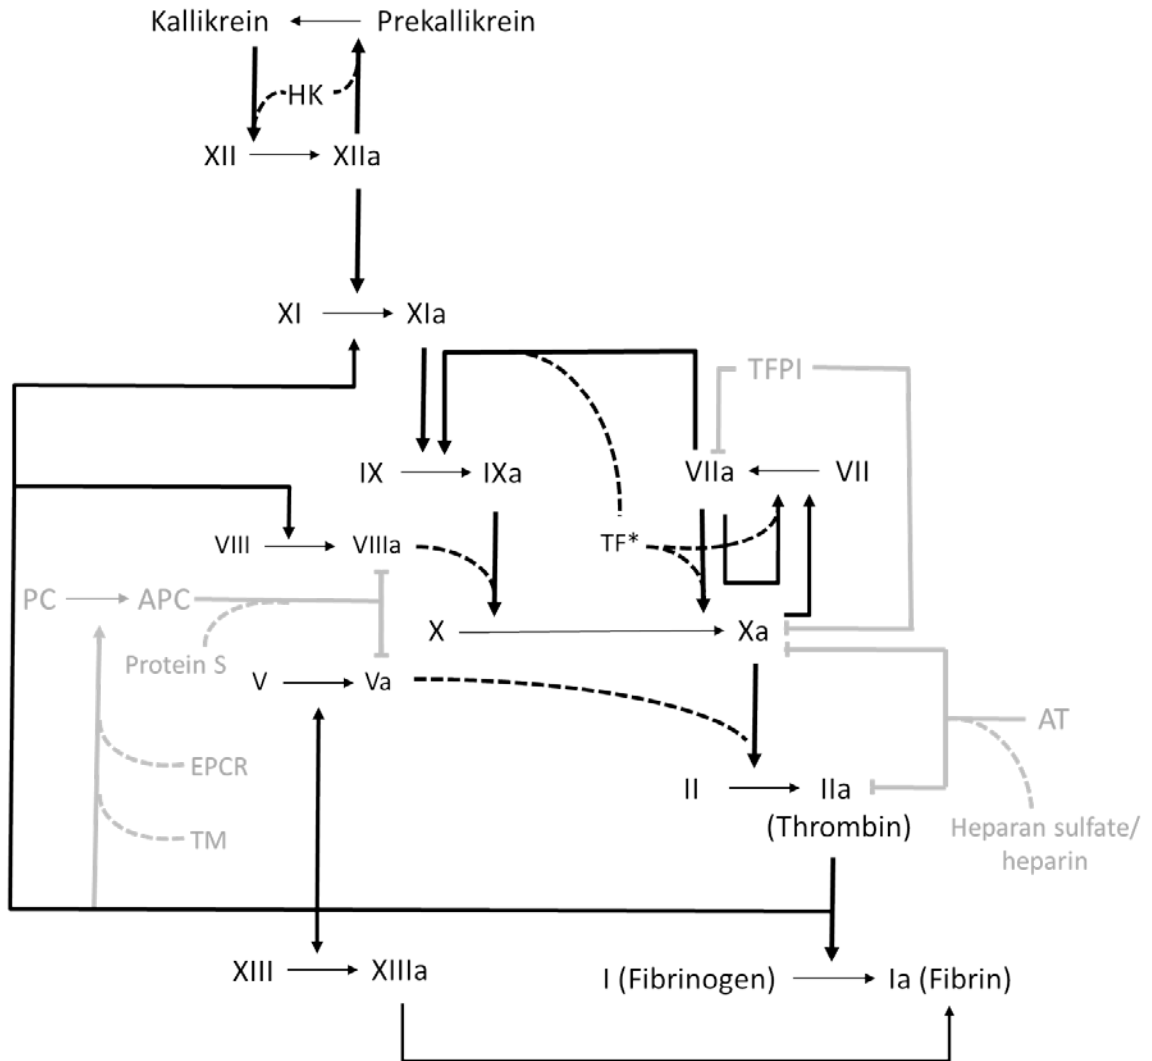 Kallikrein
Prekallikrein
HK
XII
XIIa
XI
XIa
TFPI
IX
IXa
VIIa
VII
VIII
VIIIa
TF*
PC
APC
X
Xa
Protein S
V
Va
AT
EPCR
II
IIa
(Thrombin)
TM
Heparan sulfate/
heparin
XIII
XIIIa
I (Fibrinogen)
Ia (Fibrin)